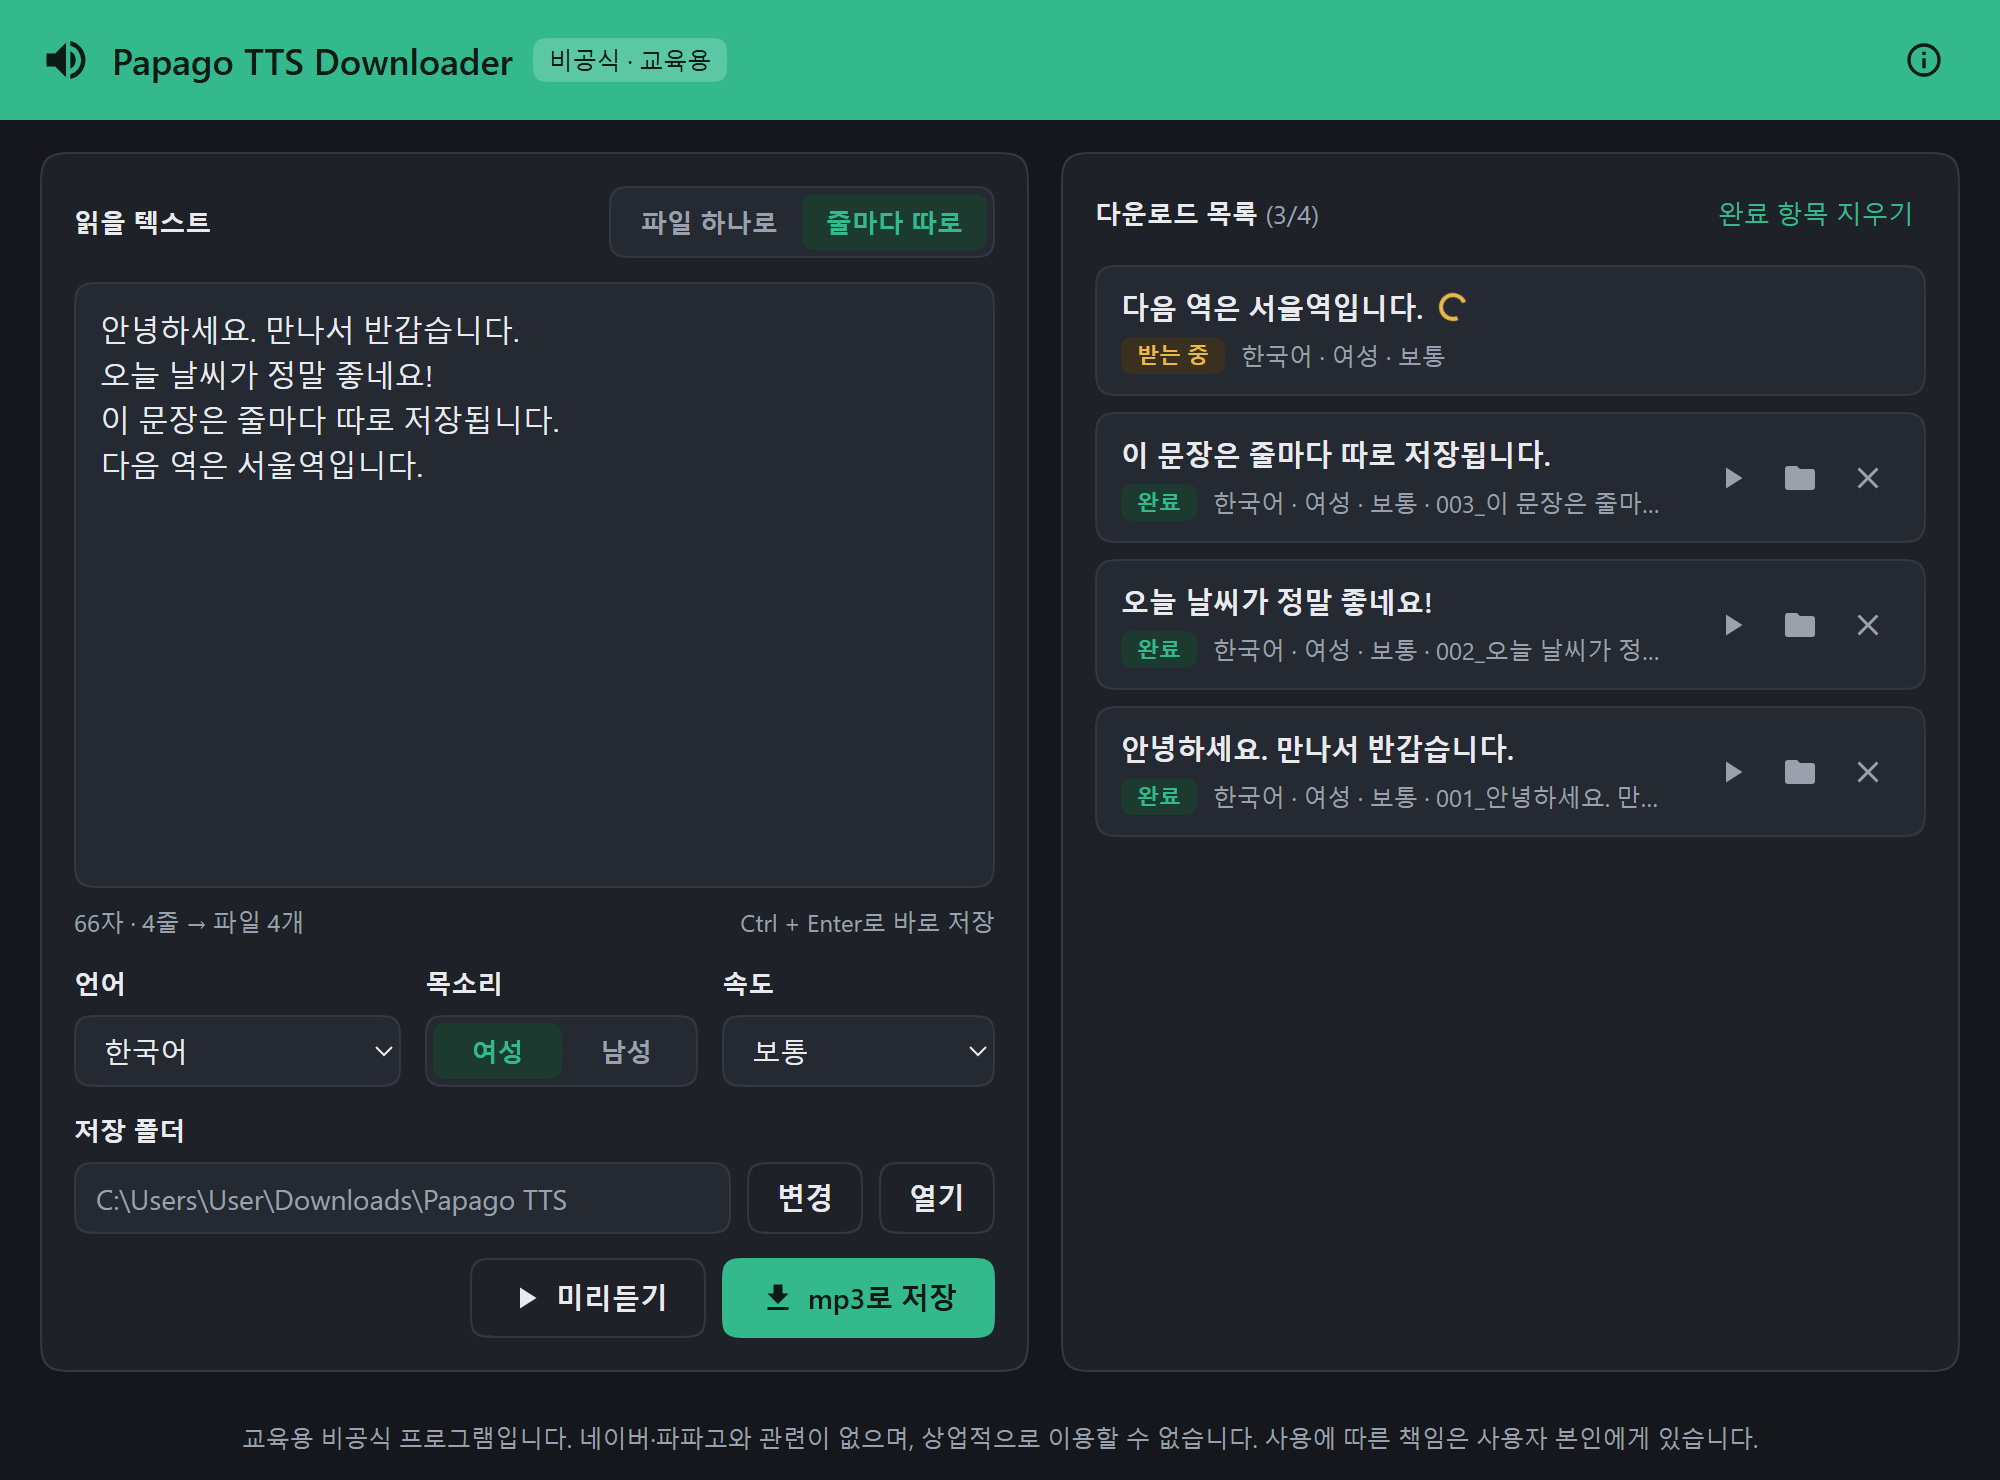 Papago TTS Downloader 비공식 · 교육용
읽을 텍스트
파일 하나로 줄마다 따로
안녕하세요. 만나서 반갑습니다.
오늘 날씨가 정말 좋네요!
이 문장은 줄마다 따로 저장됩니다.
다음 역은 서울역입니다.
66자 · 4줄 → 파일 4개
Ctrl + Enter로 바로 저장
언어 목소리 속도
한국어 여성 남성 보통
저장 폴더
C:\Users\User\Downloads\Papago TTS 변경 열기
미리듣기 mp3로 저장
다운로드 목록 (3/4) 완료 항목 지우기
다음 역은 서울역입니다.
받는 중 한국어 · 여성 · 보통
이 문장은 줄마다 따로 저장됩니다.
완료 한국어 · 여성 · 보통 · 003_이 문장은 줄마...
오늘 날씨가 정말 좋네요!
완료 한국어 · 여성 · 보통 · 002_오늘 날씨가 정...
안녕하세요. 만나서 반갑습니다.
완료 한국어 · 여성 · 보통 · 001_안녕하세요. 만...
교육용 비공식 프로그램입니다. 네이버·파파고와 관련이 없으며, 상업적으로 이용할 수 없습니다. 사용에 따른 책임은 사용자 본인에게 있습니다.